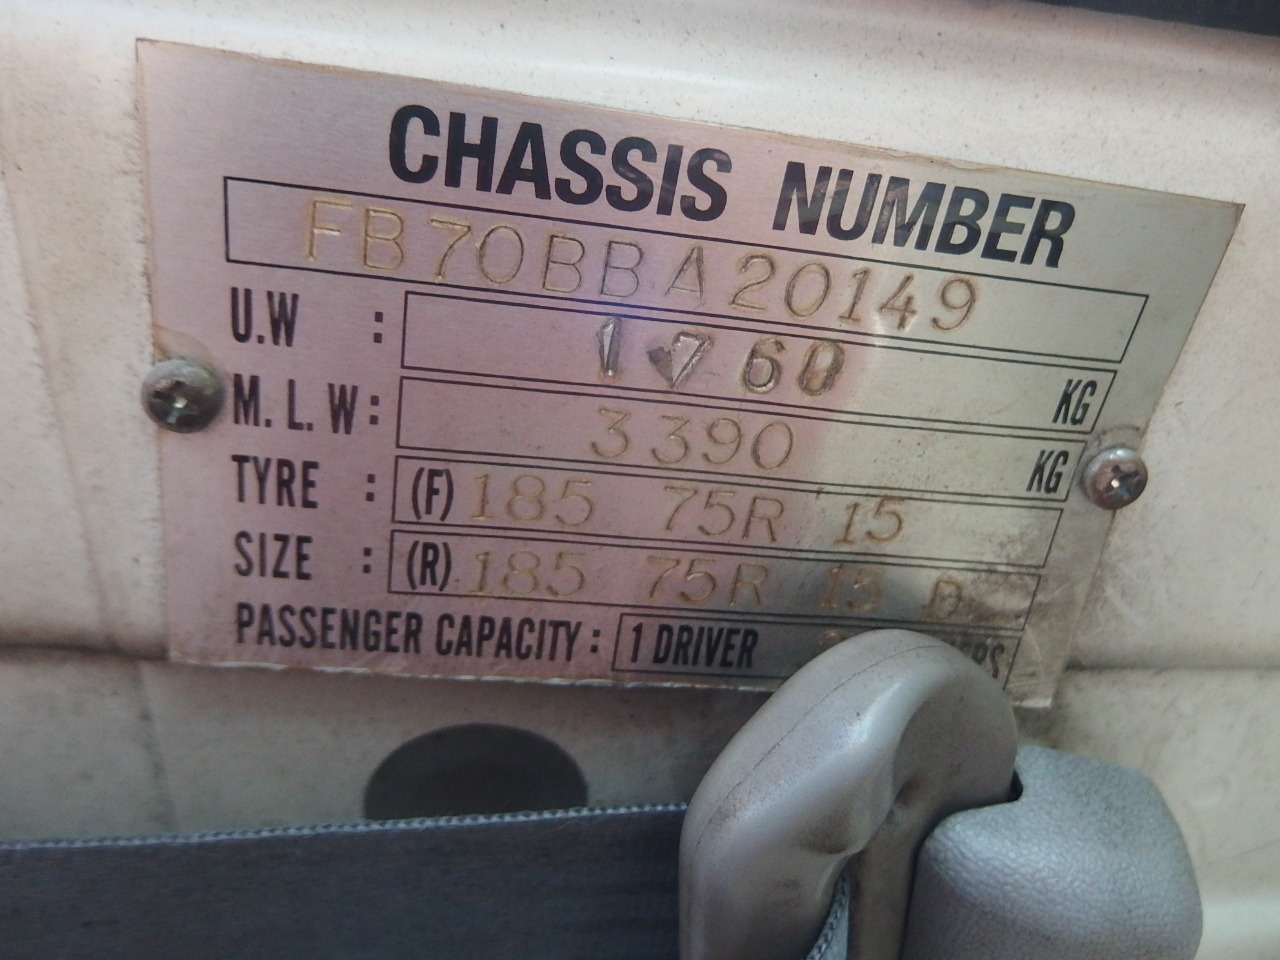 CHASSIS NUMBER
FB70BBA20149
U.W : 1760 KG
M.L.W: 3390 KG
TYRE : (F) 185 75R 15
SIZE : (R) 185 75R 15 D
PASSENGER CAPACITY: 1 DRIVER